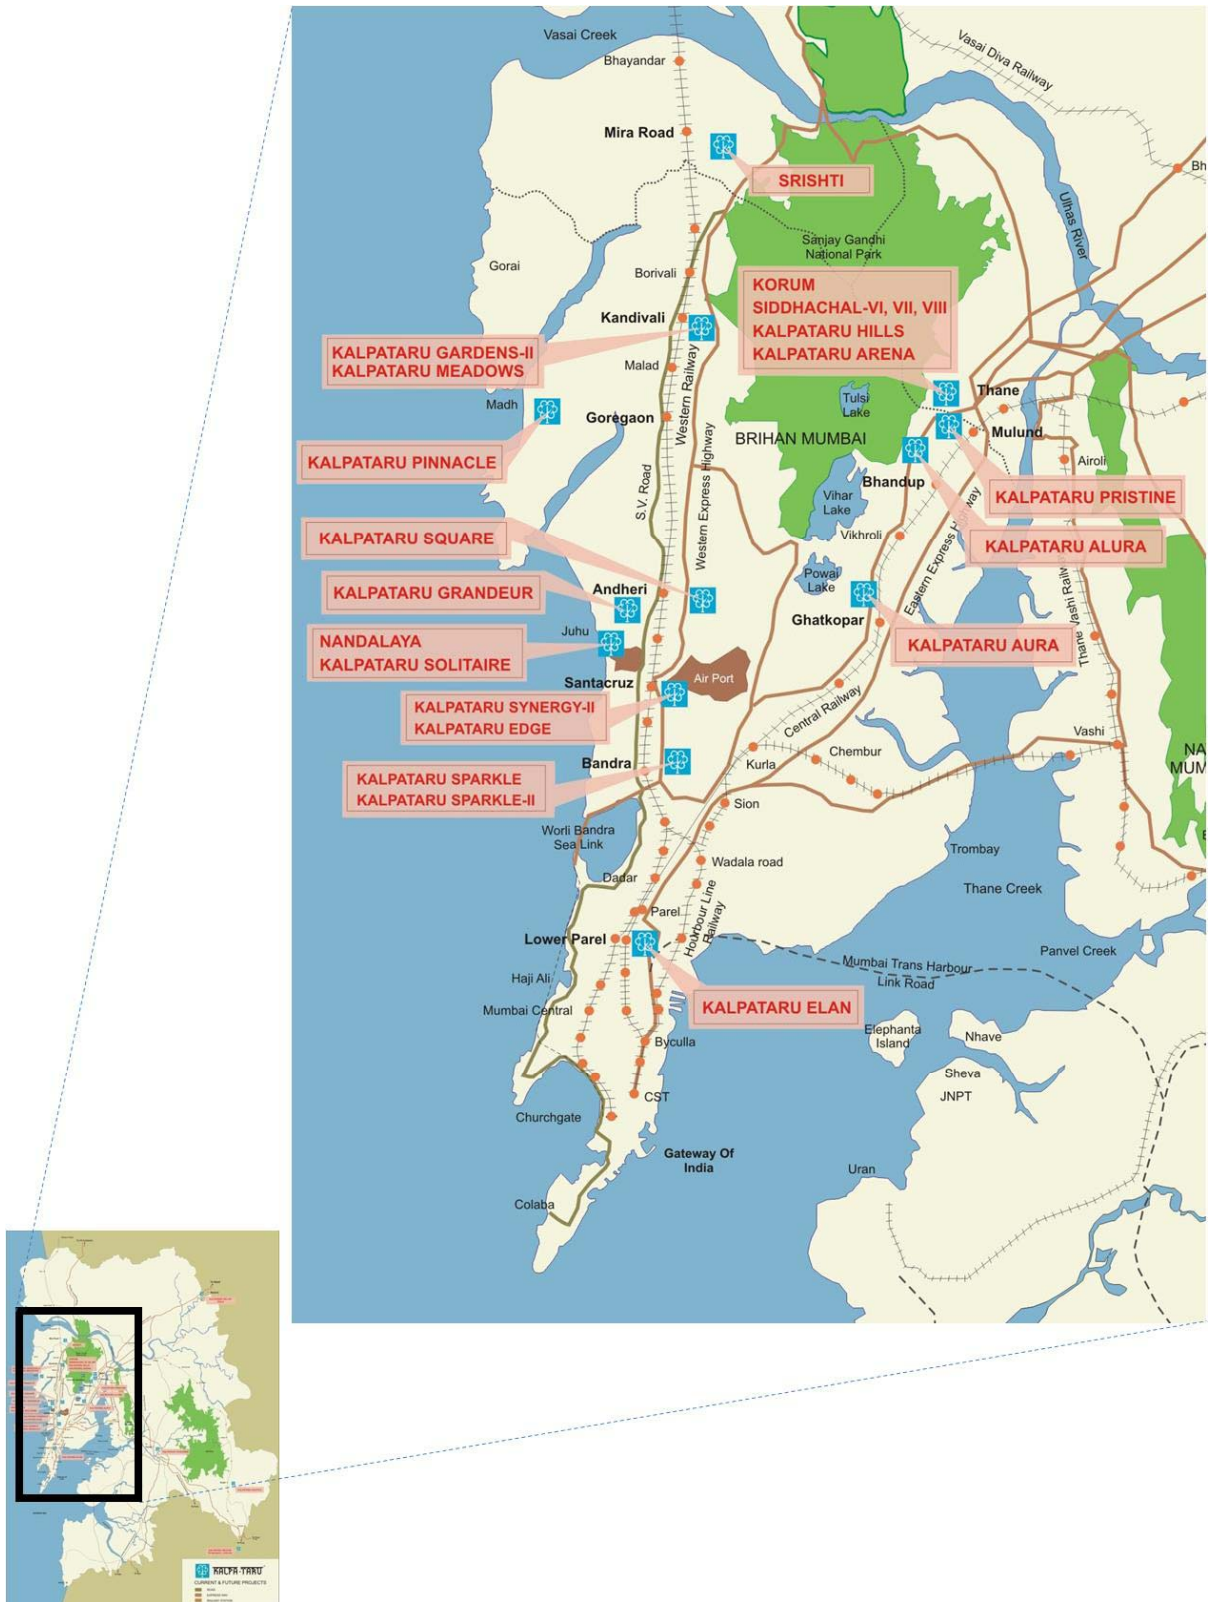 Vasai Creek
Bhayandar
Vasai Diva Railway
Mira Road
SRISHTI
Bh
Ulhas River
Sanjay Gandhi
National Park
Gorai
Borivali
KORUM
SIDDHACHAL-VI, VII, VIII
KALPATARU HILLS
KALPATARU ARENA
Kandivali
KALPATARU GARDENS-II
KALPATARU MEADOWS
Malad
Western Railway
Madh
Goregaon
Tulsi
Lake
Thane
Mulund
BRIHAN MUMBAI
KALPATARU PINNACLE
Airoli
Bhandup
S.V. Road
Western Express Highway
Vihar
Lake
KALPATARU PRISTINE
KALPATARU SQUARE
Vikhroli
Eastern Express Highway
KALPATARU ALURA
Powai
Lake
Thane Vashi Railway
Andheri
KALPATARU GRANDEUR
Ghatkopar
Juhu
NANDALAYA
KALPATARU SOLITAIRE
KALPATARU AURA
Santacruz
Air Port
KALPATARU SYNERGY-II
KALPATARU EDGE
Central Railway
Vashi
Chembur
Bandra
Kurla
NA
MUM
KALPATARU SPARKLE
KALPATARU SPARKLE-II
Sion
Worli Bandra
Sea Link
Wadala road
Trombay
Dadar
Thane Creek
Parel
Hourbour Line
Railway
Lower Parel
Panvel Creek
Mumbai Trans Harbour
Link Road
Haji Ali
Mumbai Central
KALPATARU ELAN
Elephanta
Island
Nhave
Byculla
Sheva
JNPT
CST
Churchgate
Gateway Of
India
Uran
Colaba
KALPA-TARU
CURRENT & FUTURE PROJECTS